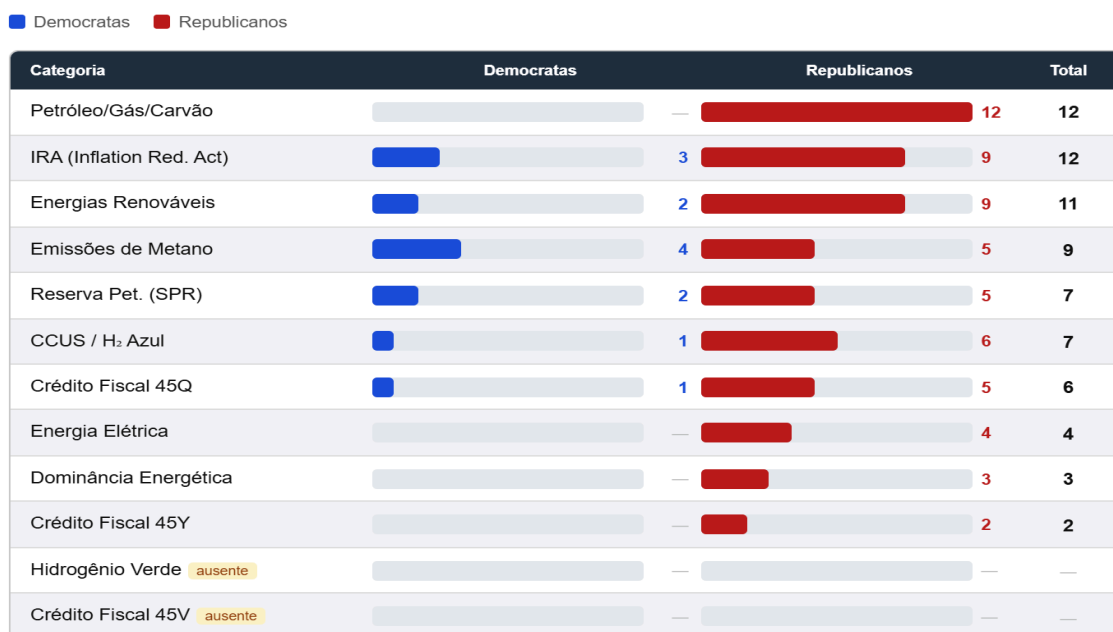 Democratas Republicanos
Categoria Democratas Republicanos Total
Petróleo/Gás/Carvão — 12 12
IRA (Inflation Red. Act) 3 9 12
Energias Renováveis 2 9 11
Emissões de Metano 4 5 9
Reserva Pet. (SPR) 2 5 7
CCUS / H₂ Azul 1 6 7
Crédito Fiscal 45Q 1 5 6
Energia Elétrica — 4 4
Dominância Energética — 3 3
Crédito Fiscal 45Y — 2 2
Hidrogênio Verde ausente — — —
Crédito Fiscal 45V ausente — — —